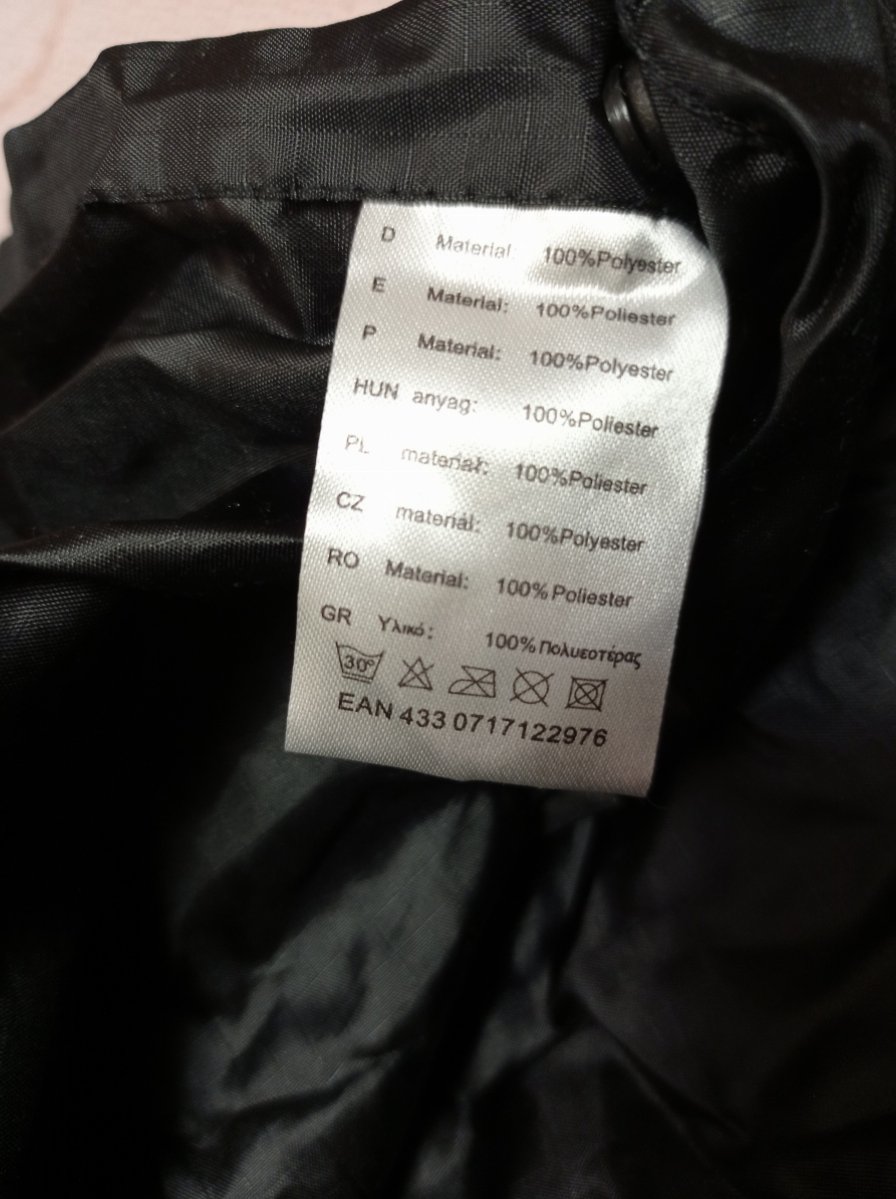 D Material 100%Polyester
E Material: 100%Poliester
P Material: 100%Polyester
HUN anyag: 100%Poliester
PL materiał: 100%Poliester
CZ materiál: 100%Polyester
RO Material: 100%Poliester
GR Υλικό: 100%Πολυεοτέρας
30°
EAN 433 0717122976